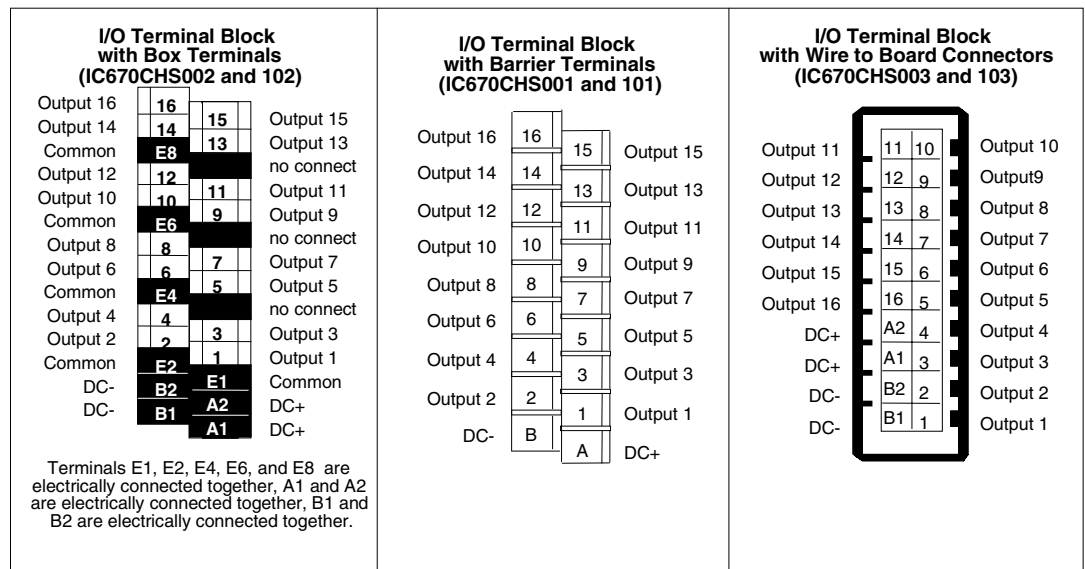 I/O Terminal Block
with Box Terminals
(IC670CHS002 and 102)
Output 16 16
15 Output 15
Output 14 14
13 Output 13
Common E8
no connect
Output 12 12
11 Output 11
Output 10 10
9 Output 9
Common E6
no connect
Output 8 8
7 Output 7
Output 6 6
5 Output 5
Common E4
no connect
Output 4 4
3 Output 3
Output 2 2
1 Output 1
Common E2
E1 Common
DC- B2
A2 DC+
DC- B1
A1 DC+
Terminals E1, E2, E4, E6, and E8 are
electrically connected together, A1 and A2
are electrically connected together, B1 and
B2 are electrically connected together.
I/O Terminal Block
with Barrier Terminals
(IC670CHS001 and 101)
Output 16 16
15 Output 15
Output 14 14
13 Output 13
Output 12 12
11 Output 11
Output 10 10
9 Output 9
Output 8 8
7 Output 7
Output 6 6
5 Output 5
Output 4 4
3 Output 3
Output 2 2
1 Output 1
DC- B
A DC+
I/O Terminal Block
with Wire to Board Connectors
(IC670CHS003 and 103)
Output 11 11 10 Output 10
Output 12 12 9 Output9
Output 13 13 8 Output 8
Output 14 14 7 Output 7
Output 15 15 6 Output 6
Output 16 16 5 Output 5
DC+ A2 4 Output 4
DC+ A1 3 Output 3
DC- B2 2 Output 2
DC- B1 1 Output 1